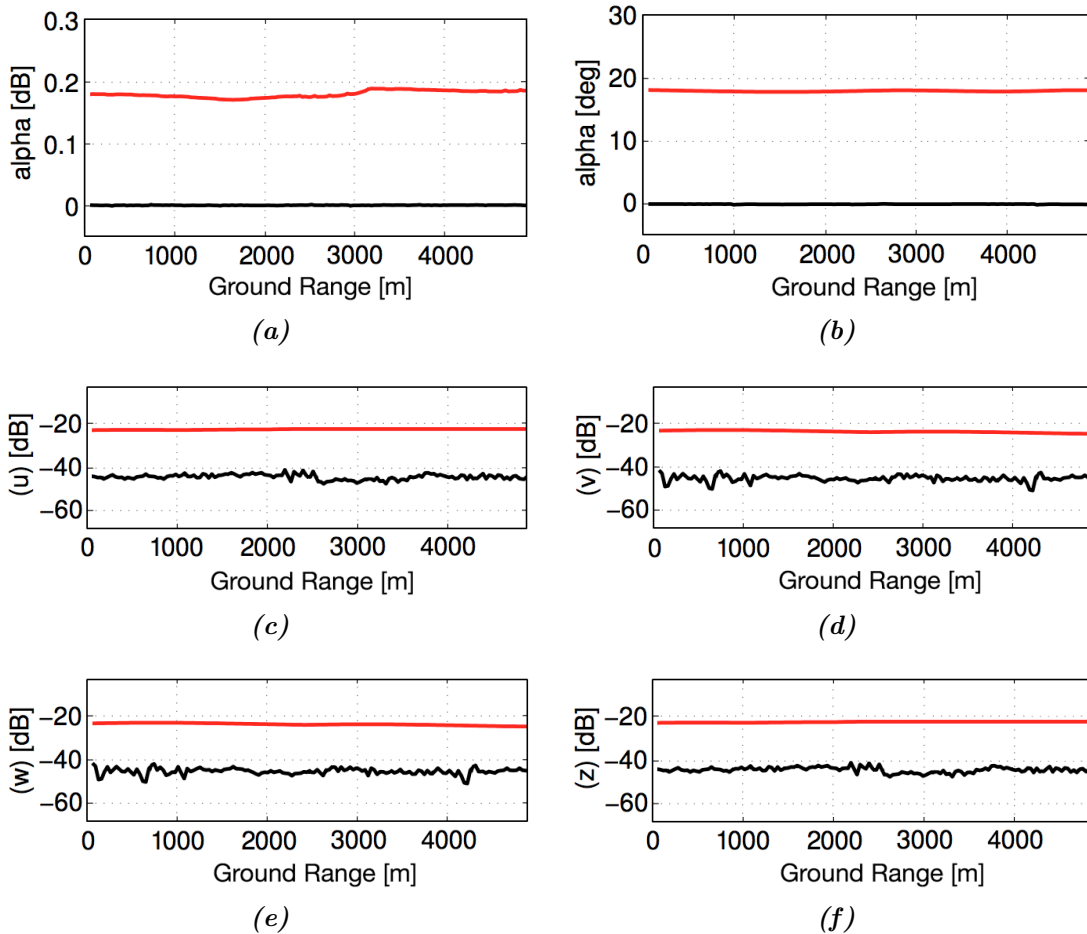 alpha [dB]
0.3
0.2
0.1
0
0 1000 2000 3000 4000
Ground Range [m]
(a)
alpha [deg]
30
20
10
0
0 1000 2000 3000 4000
Ground Range [m]
(b)
(u) [dB]
−20
−40
−60
0 1000 2000 3000 4000
Ground Range [m]
(c)
(v) [dB]
−20
−40
−60
0 1000 2000 3000 4000
Ground Range [m]
(d)
(w) [dB]
−20
−40
−60
0 1000 2000 3000 4000
Ground Range [m]
(e)
(z) [dB]
−20
−40
−60
0 1000 2000 3000 4000
Ground Range [m]
(f)